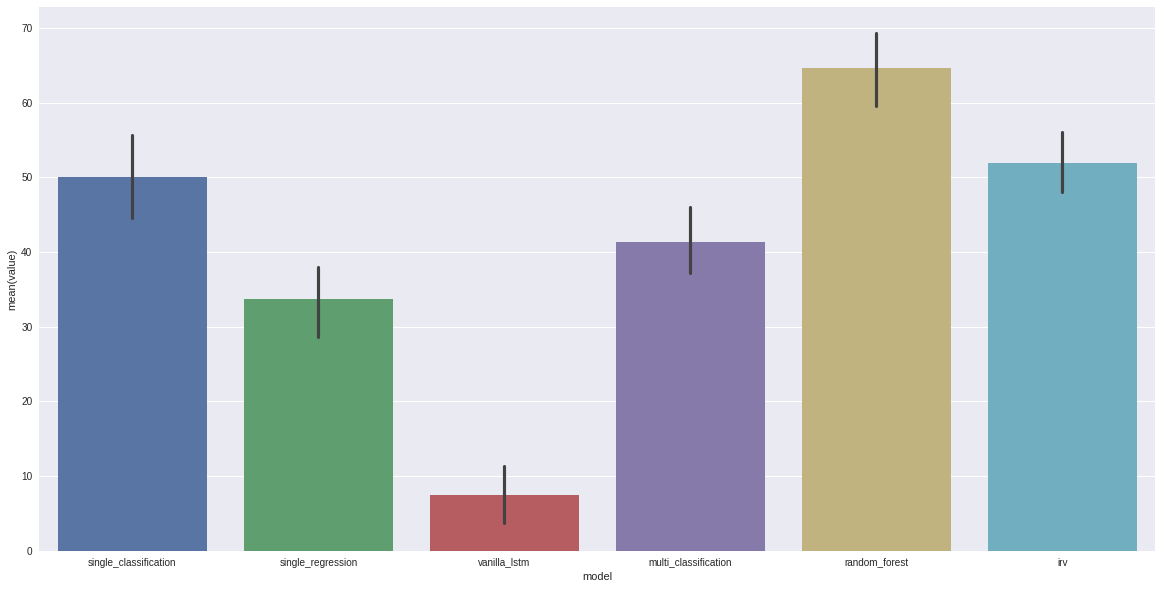 70
60
50
40
30
20
10
0
mean(value)
single_classification
single_regression
vanilla_lstm
multi_classification
random_forest
irv
model